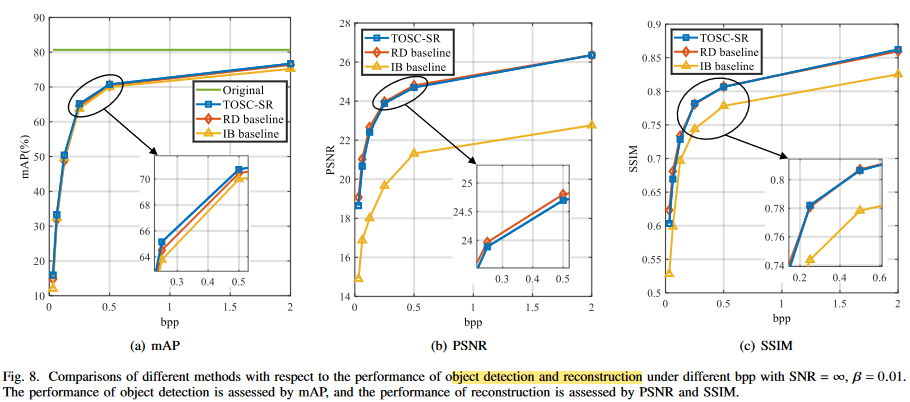 90
80
70
60
50
40
30
20
10
mAP(%)
Original
TOSC-SR
RD baseline
IB baseline
70
68
66
64
0.3
0.4
0.5
0
0.5
1
1.5
2
bpp
(a) mAP
28
26
24
22
20
18
16
14
PSNR
TOSC-SR
RD baseline
IB baseline
25
24.5
24
0.3
0.4
0.5
0
0.5
1
1.5
2
bpp
(b) PSNR
0.9
0.85
0.8
0.75
0.7
0.65
0.6
0.55
0.5
SSIM
TOSC-SR
RD baseline
IB baseline
0.8
0.78
0.76
0.74
0.2
0.4
0.6
0
0.5
1
1.5
2
bpp
(c) SSIM
Fig. 8. Comparisons of different methods with respect to the performance of object detection and reconstruction under different bpp with SNR = ∞, β = 0.01.
The performance of object detection is assessed by mAP, and the performance of reconstruction is assessed by PSNR and SSIM.